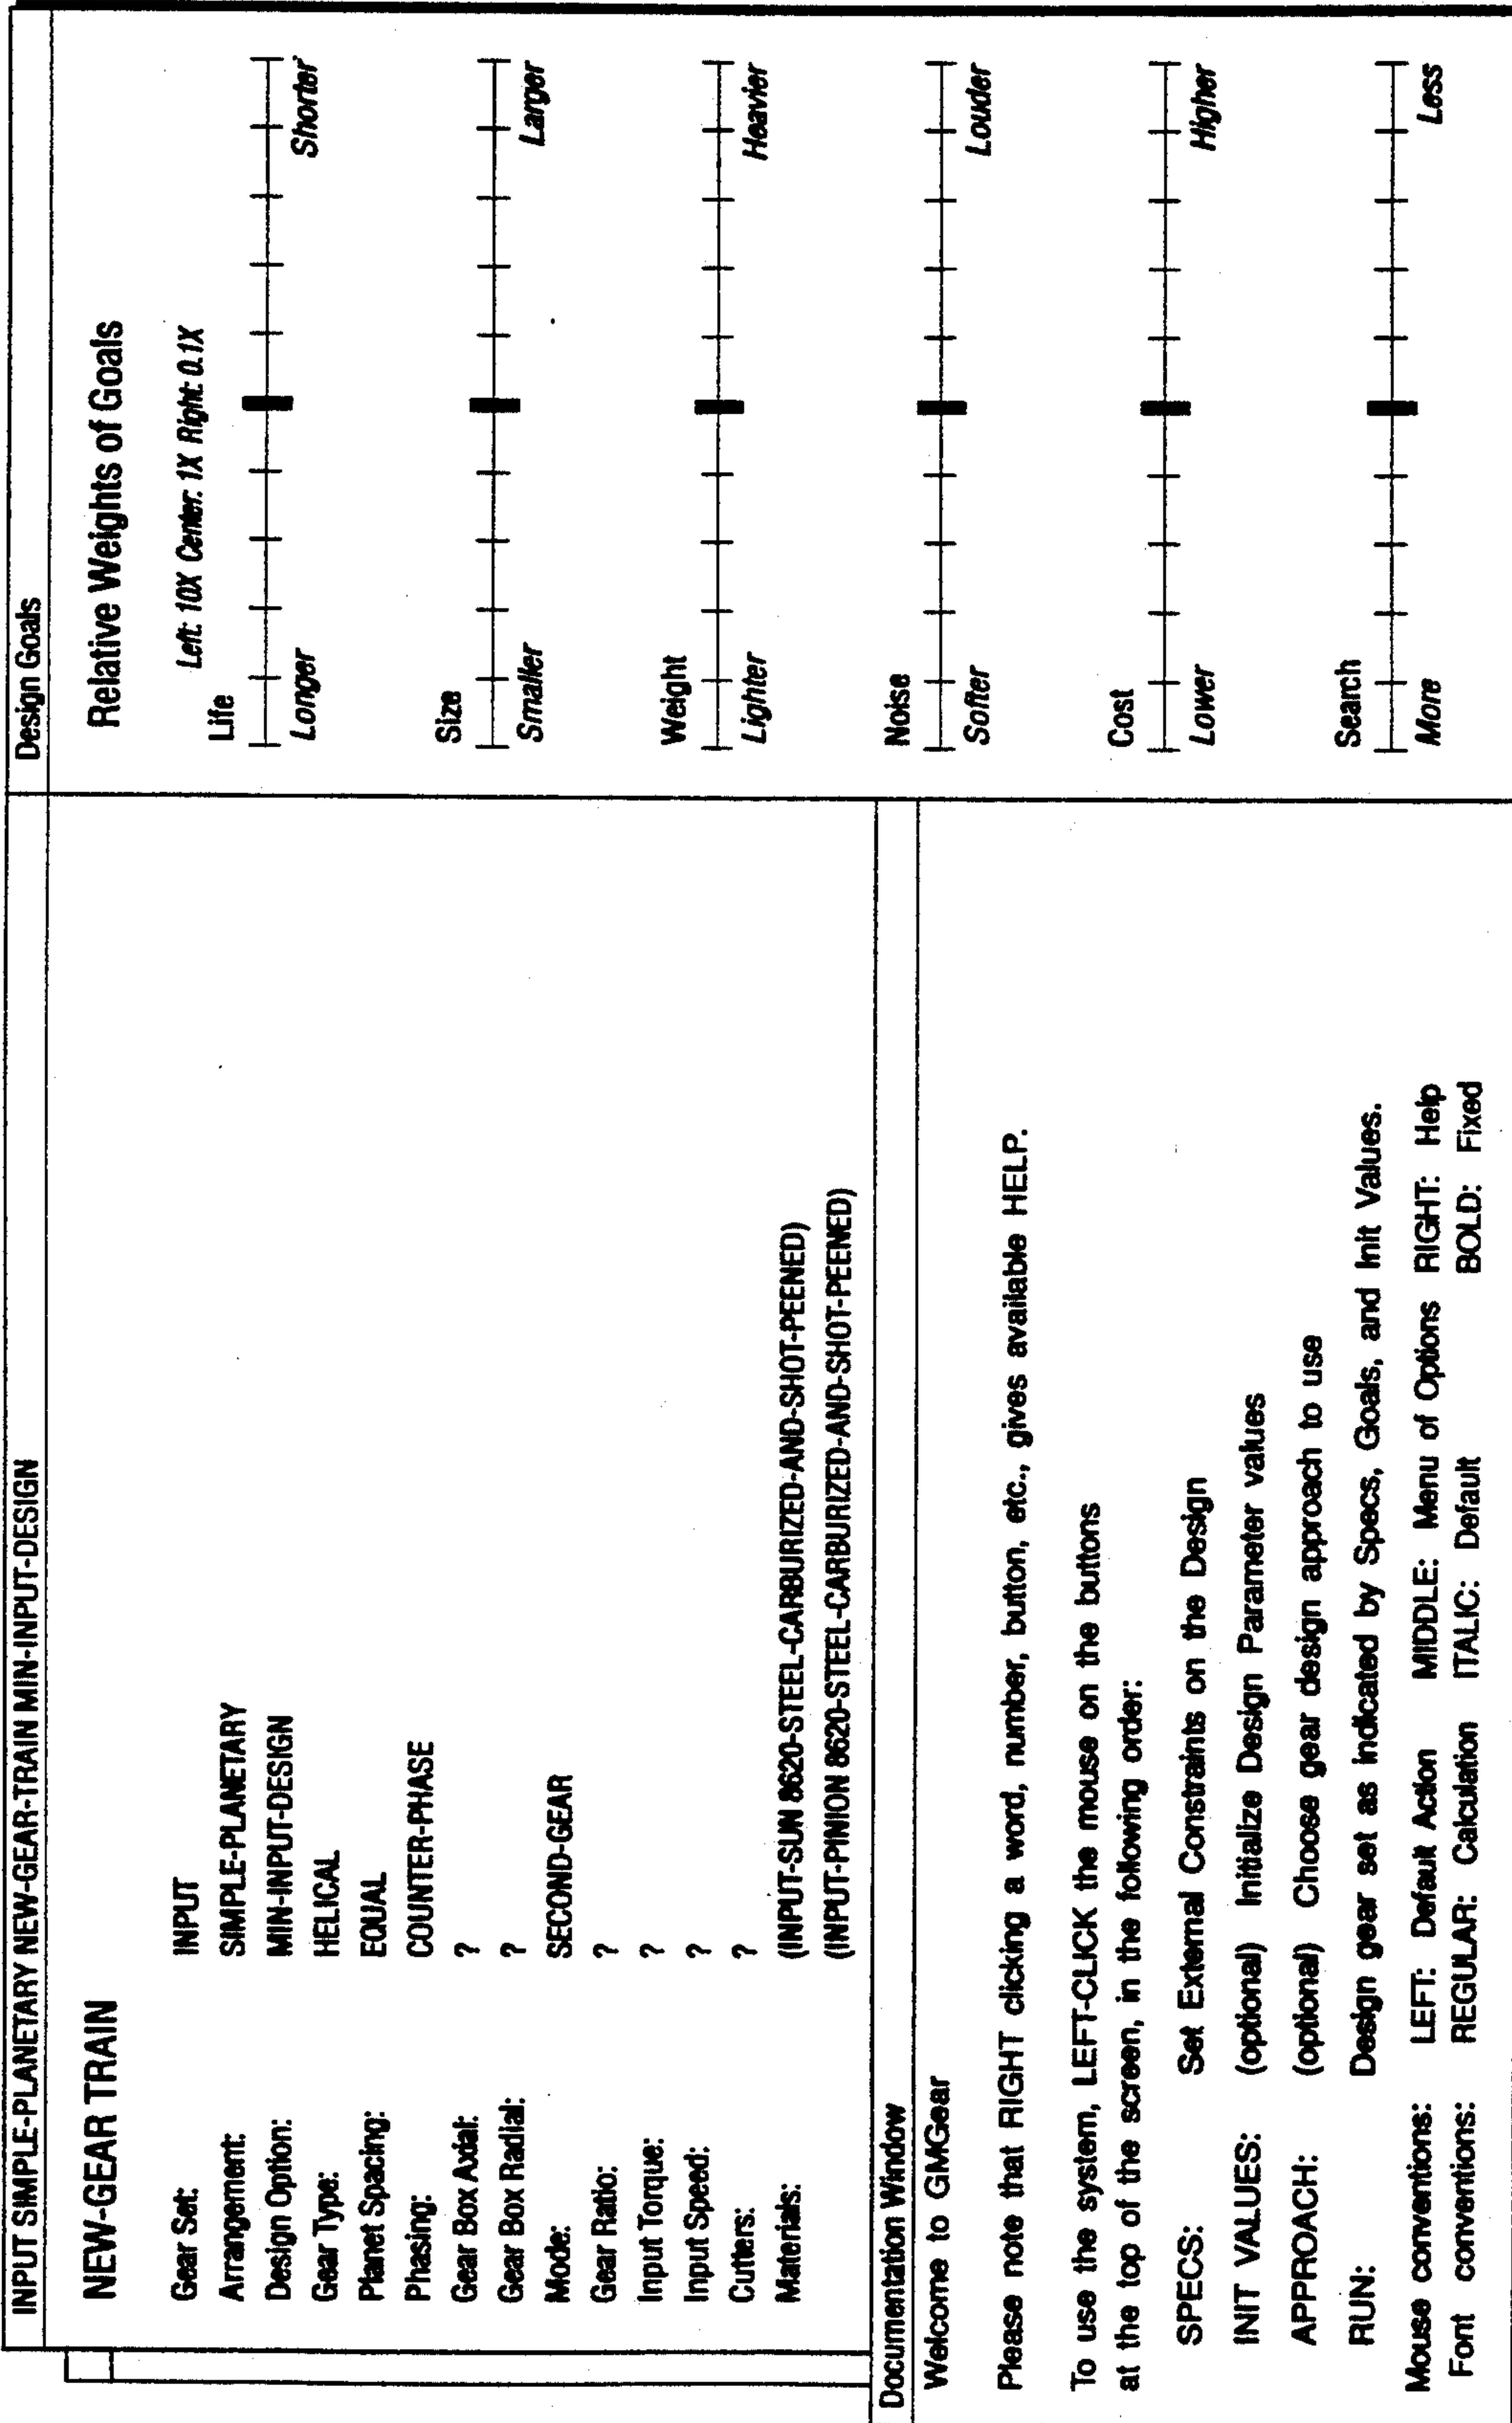 INPUT SIMPLE-PLANETARY NEW-GEAR-TRAIN MIN-INPUT-DESIGN
NEW-GEAR TRAIN
Gear Set: INPUT
Arrangement: SIMPLE-PLANETARY
Design Option: MIN-INPUT-DESIGN
Gear Type: HELICAL
Planet Spacing: EQUAL
Phasing: COUNTER-PHASE
Gear Box Axial: ?
Gear Box Radial: ?
Mode: SECOND-GEAR
Gear Ratio: ?
Input Torque: ?
Input Speed: ?
Cutters: ?
Materials: (INPUT-SUN 8620-STEEL-CARBURIZED-AND-SHOT-PEENED)
(INPUT-PINION 8620-STEEL-CARBURIZED-AND-SHOT-PEENED)
Design Goals
Relative Weights of Goals
Left: 10X Center: 1X Right: 0.1X
Life
Longer Shorter
Size
Smaller Larger
Weight
Lighter Heavier
Noise
Softer Louder
Cost
Lower Higher
Search
More Less
Documentation Window
Welcome to GMGear
Please note that RIGHT clicking a word, number, button, etc., gives available HELP.
To use the system, LEFT-CLICK the mouse on the buttons
at the top of the screen, in the following order:
SPECS: Set External Constraints on the Design
INIT VALUES: (optional) Initialize Design Parameter values
APPROACH: (optional) Choose gear design approach to use
RUN: Design gear set as indicated by Specs, Goals, and Init Values.
Mouse conventions: LEFT: Default Action MIDDLE: Menu of Options RIGHT: Help
Font conventions: REGULAR: Calculation ITALIC: Default BOLD: Fixed